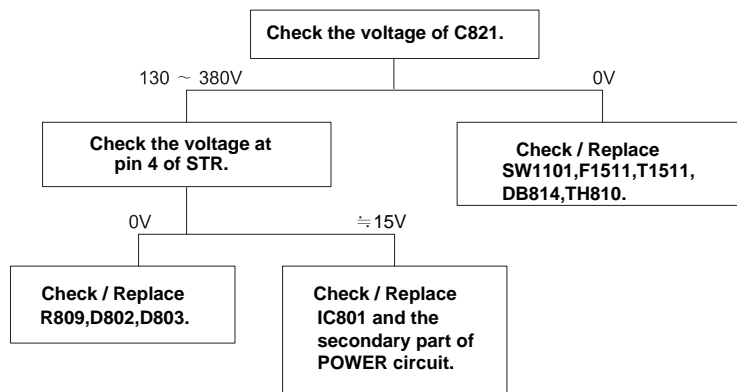 Check the voltage of C821.
130 ～ 380V
0V
Check the voltage at
pin 4 of STR.
Check / Replace
SW1101,F1511,T1511,
DB814,TH810.
0V
≒15V
Check / Replace
R809,D802,D803.
Check / Replace
IC801 and the
secondary part of
POWER circuit.